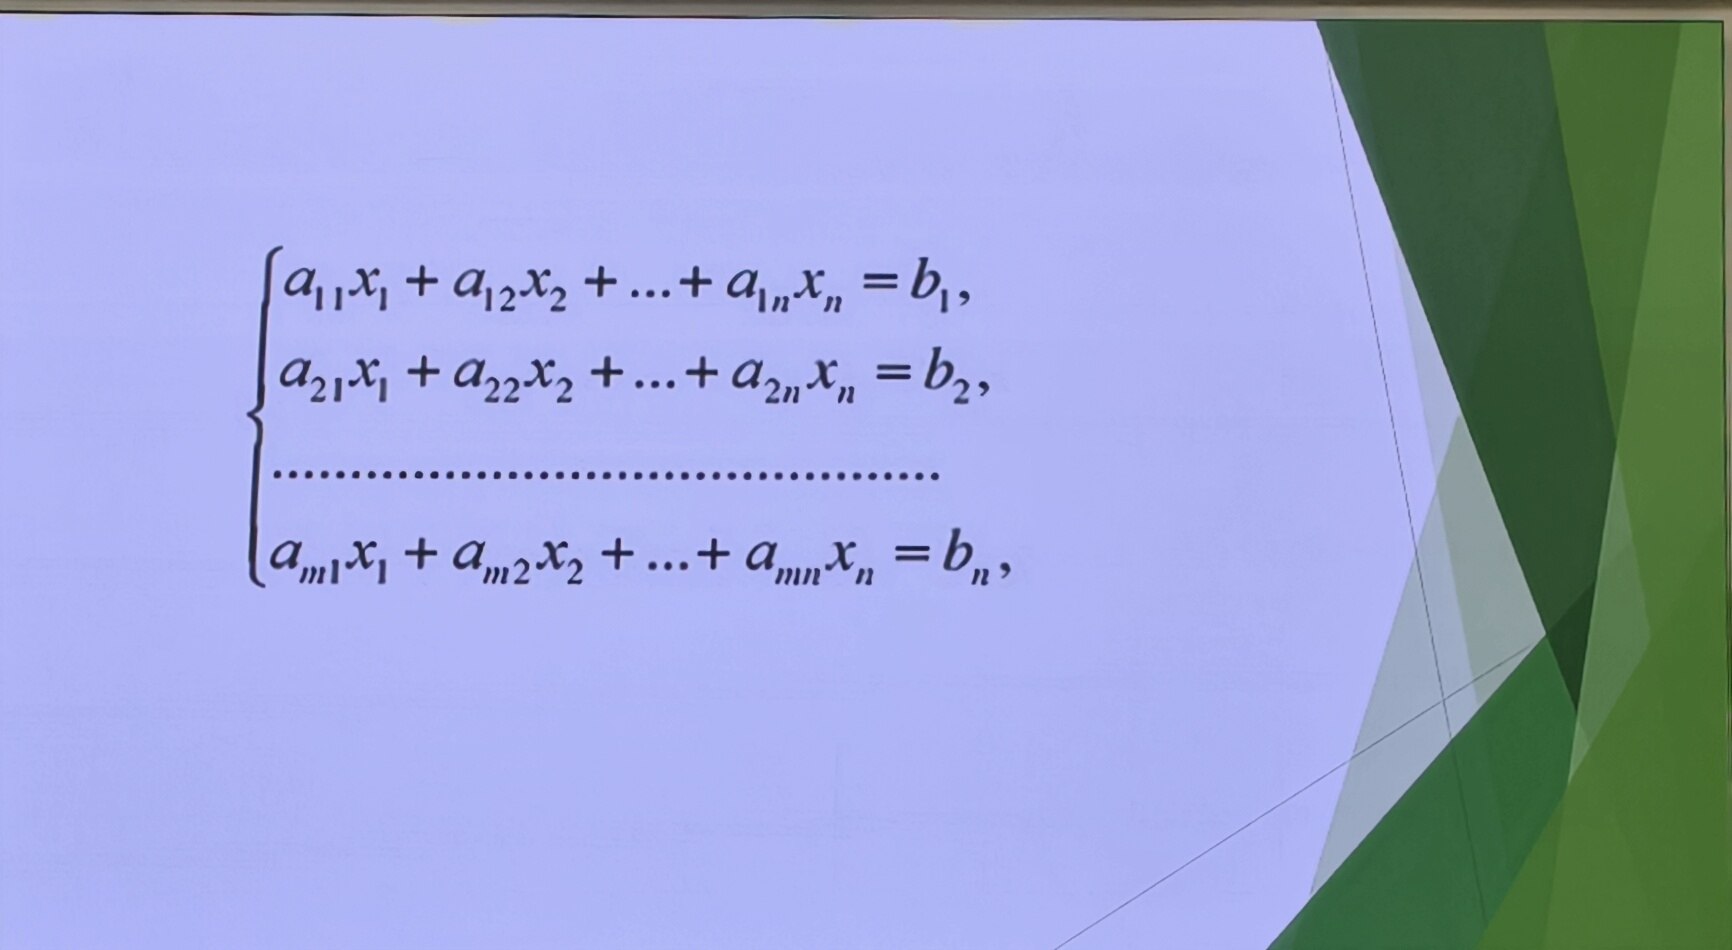 a₁₁x₁ + a₁₂x₂ + ...+ a₁ₙxₙ = b₁,
a₂₁x₁ + a₂₂x₂ + ...+ a₂ₙxₙ = b₂,
...........................................
aₘ₁x₁ + aₘ₂x₂ + ...+ aₘₙxₙ = bₙ,